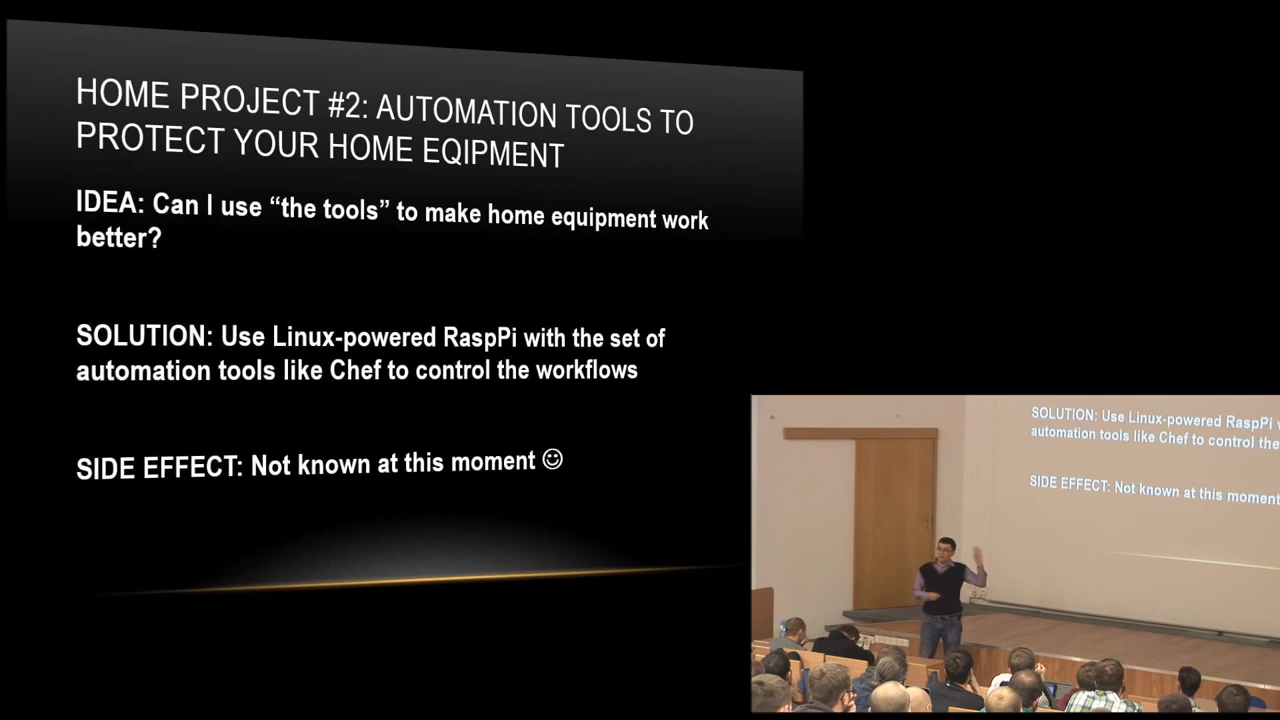 HOME PROJECT #2: AUTOMATION TOOLS TO
PROTECT YOUR HOME EQIPMENT
IDEA: Can I use “the tools” to make home equipment work
better?
SOLUTION: Use Linux-powered RaspPi with the set of
automation tools like Chef to control the workflows
SIDE EFFECT: Not known at this moment ☺
SOLUTION: Use Linux-powered RaspPi
automation tools like Chef to control the
SIDE EFFECT: Not known at this moment